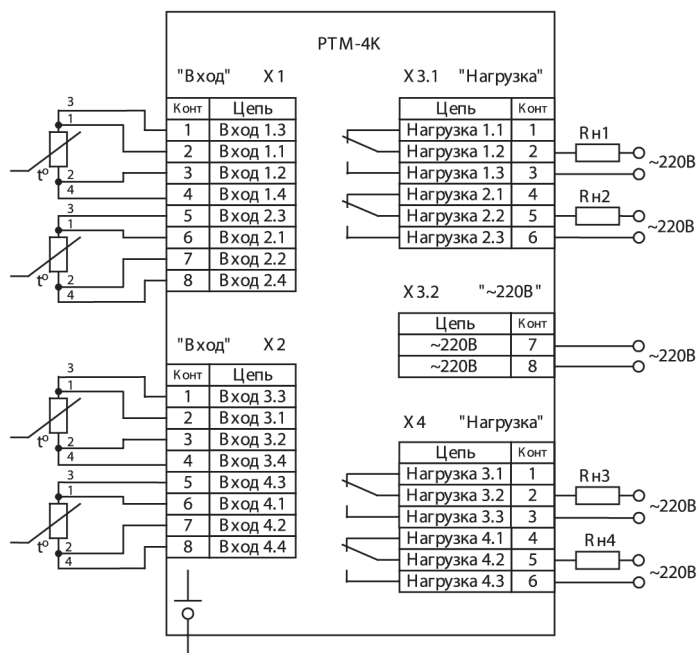 РТМ-4К
"Вход" X 1
Конт Цепь
1 Вход 1.3
2 Вход 1.1
3 Вход 1.2
4 Вход 1.4
5 Вход 2.3
6 Вход 2.1
7 Вход 2.2
8 Вход 2.4
3
1
t°
2
4
3
1
t°
2
4
"Вход" X 2
Конт Цепь
1 Вход 3.3
2 Вход 3.1
3 Вход 3.2
4 Вход 3.4
5 Вход 4.3
6 Вход 4.1
7 Вход 4.2
8 Вход 4.4
3
1
t°
2
4
3
1
t°
2
4
X 3.1 "Нагрузка"
Цепь Конт
Нагрузка 1.1 1
Нагрузка 1.2 2
Нагрузка 1.3 3
Нагрузка 2.1 4
Нагрузка 2.2 5
Нагрузка 2.3 6
Rн1
~220В
Rн2
~220В
X 3.2 "~220В"
Цепь Конт
~220В 7
~220В 8
~220В
X 4 "Нагрузка"
Цепь Конт
Нагрузка 3.1 1
Нагрузка 3.2 2
Нагрузка 3.3 3
Нагрузка 4.1 4
Нагрузка 4.2 5
Нагрузка 4.3 6
Rн3
~220В
Rн4
~220В